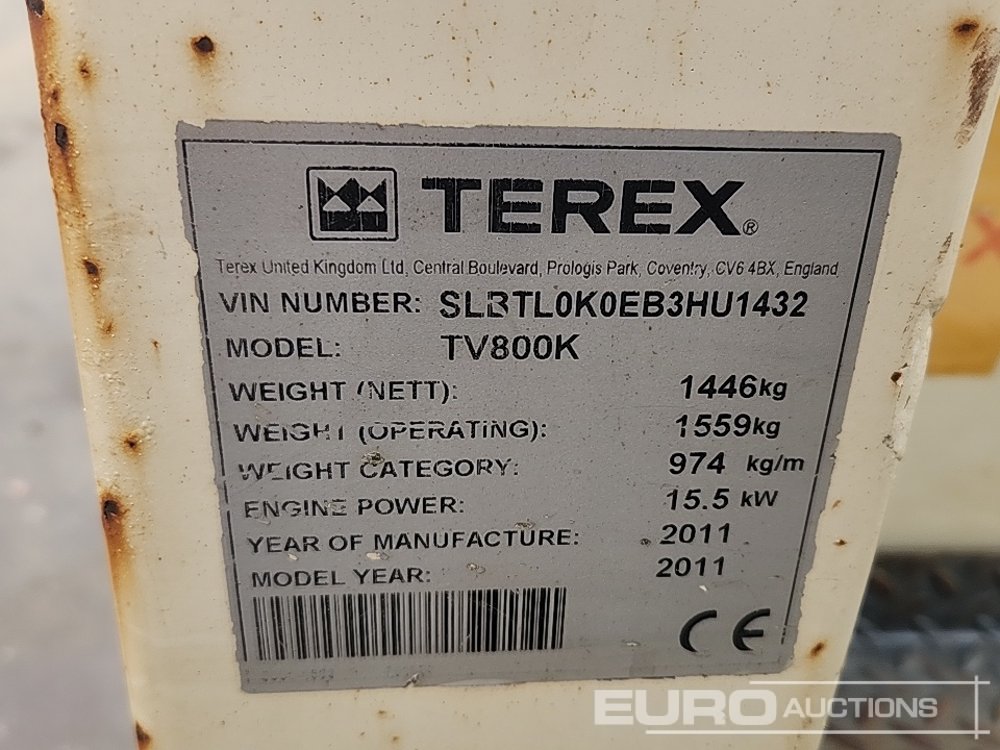 TEREX®
Terex United Kingdom Ltd, Central Boulevard, Prologis Park, Coventry, CV6 4BX, England
VIN NUMBER: SLBTL0K0EB3HU1432
MODEL: TV800K
WEIGHT (NETT): 1446kg
WEIGHT (OPERATING): 1559kg
WEIGHT CATEGORY: 974 kg/m
ENGINE POWER: 15.5 kW
YEAR OF MANUFACTURE: 2011
MODEL YEAR: 2011
CE
EURO AUCTIONS